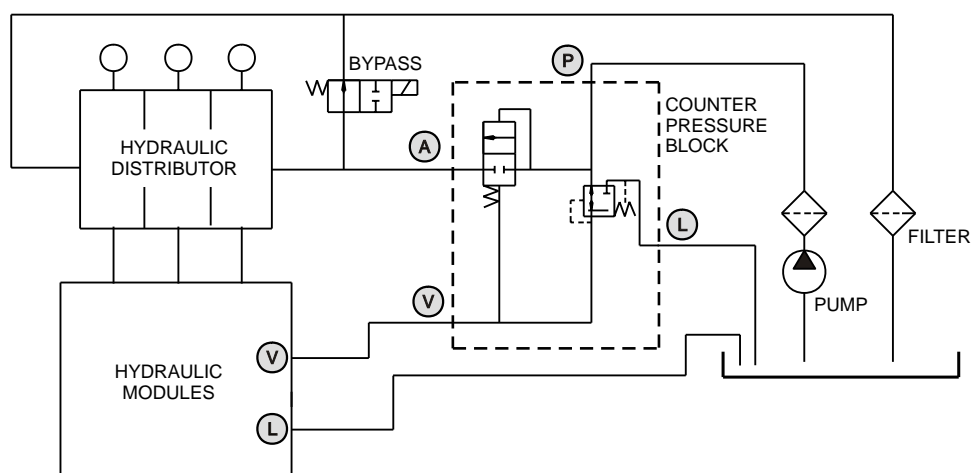 BYPASS
P
COUNTER
PRESSURE
BLOCK
HYDRAULIC
DISTRIBUTOR
A
L
FILTER
V
PUMP
V
HYDRAULIC
MODULES
L